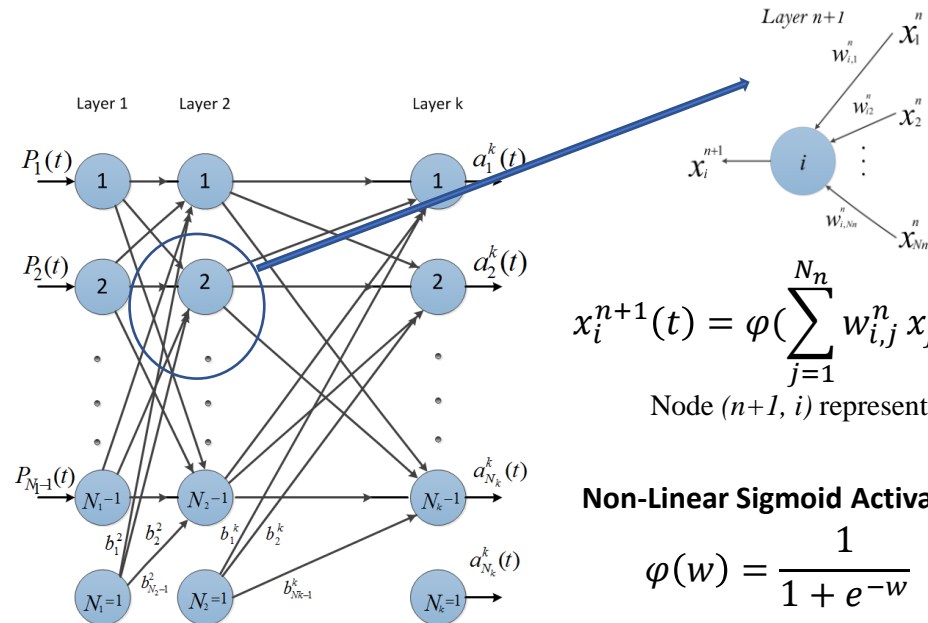 Layer 1
Layer 2
Layer k
P_1(t)
1
1
1
a_1^k(t)
P_2(t)
2
2
2
a_2^k(t)
P_{N_1-1}(t)
N_1-1
N_2-1
N_k-1
a_{N_k}^k(t)
b_1^2
b_2^2
b_{N_2-1}^2
b_1^k
b_2^k
b_{Nk-1}^k
N_1=1
N_2=1
N_k=1
a_{N_k}^k(t)
Layer n+1
x_1^n
w_{i,1}^n
w_{i2}^n
x_2^n
x_i^{n+1}
i
w_{i,Nn}^n
x_{Nn}^n
x_i^{n+1}(t) = φ(∑_{j=1}^{N_n} w_{i,j}^n x_j
Node (n+1, i) represent
Non-Linear Sigmoid Activa
φ(w) = 1 / (1 + e^{-w})